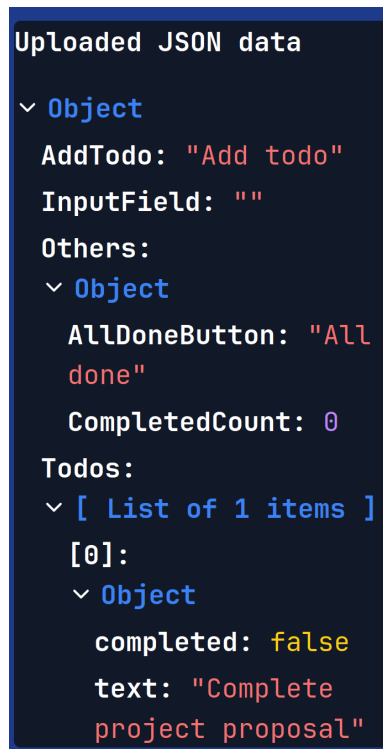 Uploaded JSON data
Object
AddTodo: "Add todo"
InputField: ""
Others:
Object
AllDoneButton: "All
done"
CompletedCount: 0
Todos:
[ List of 1 items ]
[0]:
Object
completed: false
text: "Complete
project proposal"